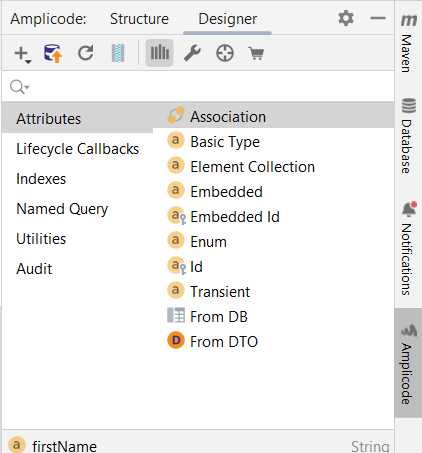 Amplicode: Structure Designer
Attributes
Lifecycle Callbacks
Indexes
Named Query
Utilities
Audit
Association
Basic Type
Element Collection
Embedded
Embedded Id
Enum
Id
Transient
From DB
From DTO
firstName String
Maven
Database
Notifications
Amplicode